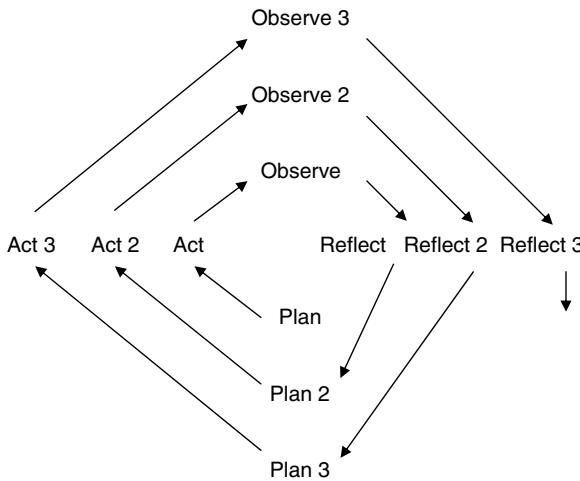 Observe 3
Observe 2
Observe
Act 3 Act 2 Act Reflect Reflect 2 Reflect 3
Plan
Plan 2
Plan 3